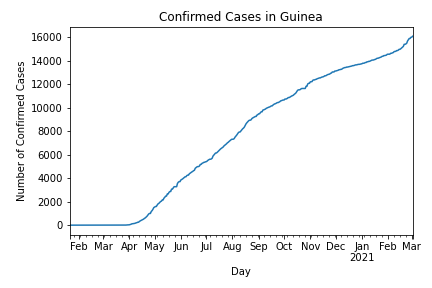 Confirmed Cases in Guinea
Number of Confirmed Cases
16000
14000
12000
10000
8000
6000
4000
2000
0
Feb Mar Apr May Jun Jul Aug Sep Oct Nov Dec Jan Feb Mar
2021
Day